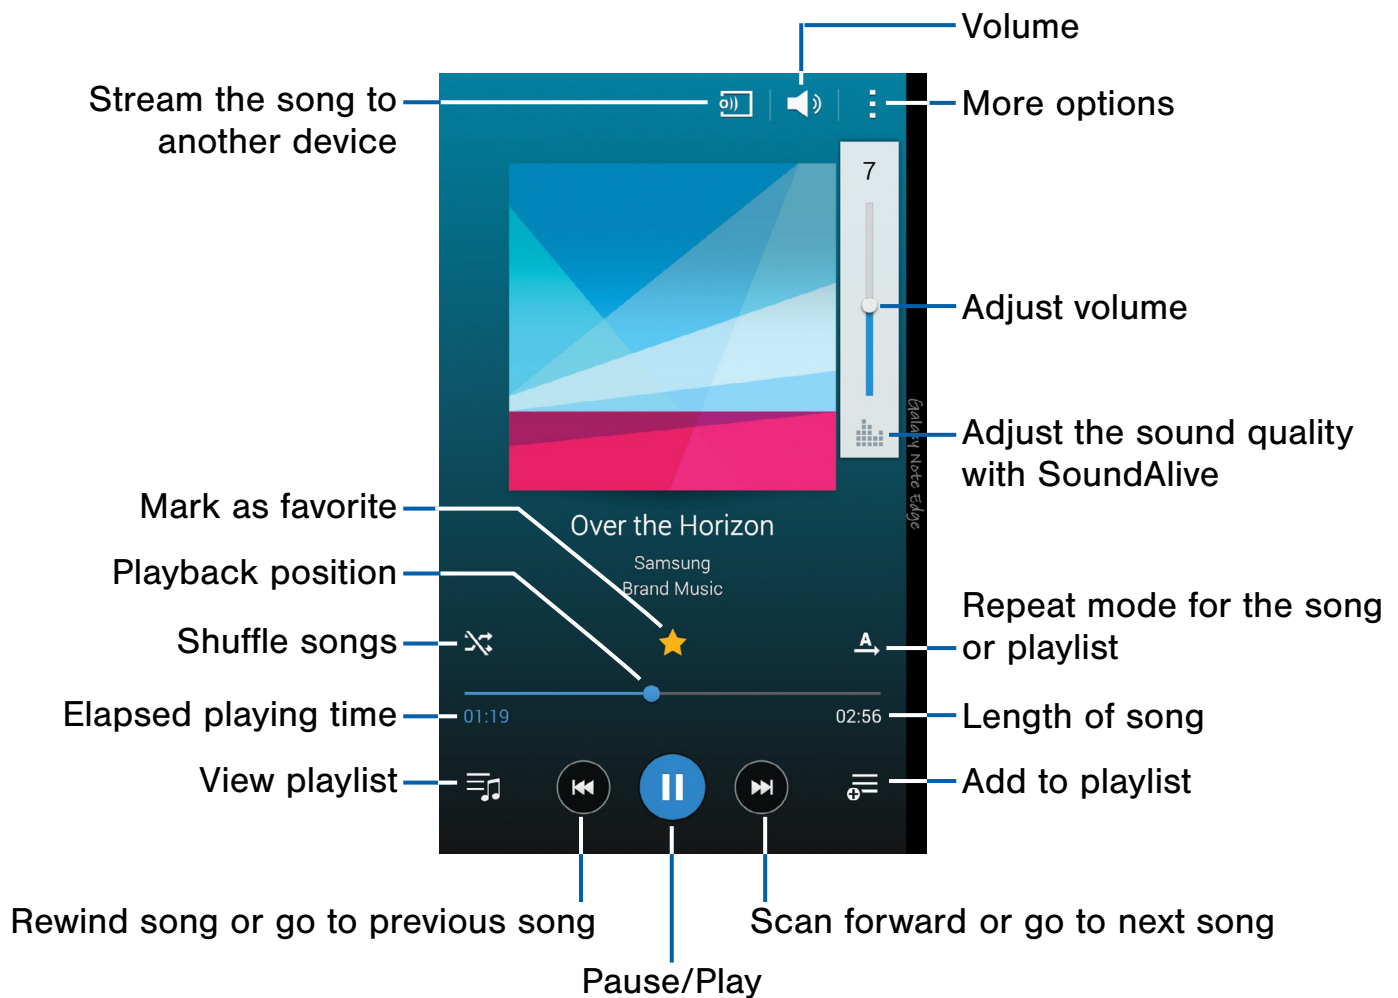 Volume
Stream the song to
another device
More options
7
Adjust volume
Adjust the sound quality
with SoundAlive
Galaxy Note Edge
Mark as favorite
Over the Horizon
Playback position
Samsung
Brand Music
Repeat mode for the song
or playlist
Shuffle songs
A
Elapsed playing time
01:19
02:56
Length of song
View playlist
Add to playlist
Rewind song or go to previous song
Scan forward or go to next song
Pause/Play